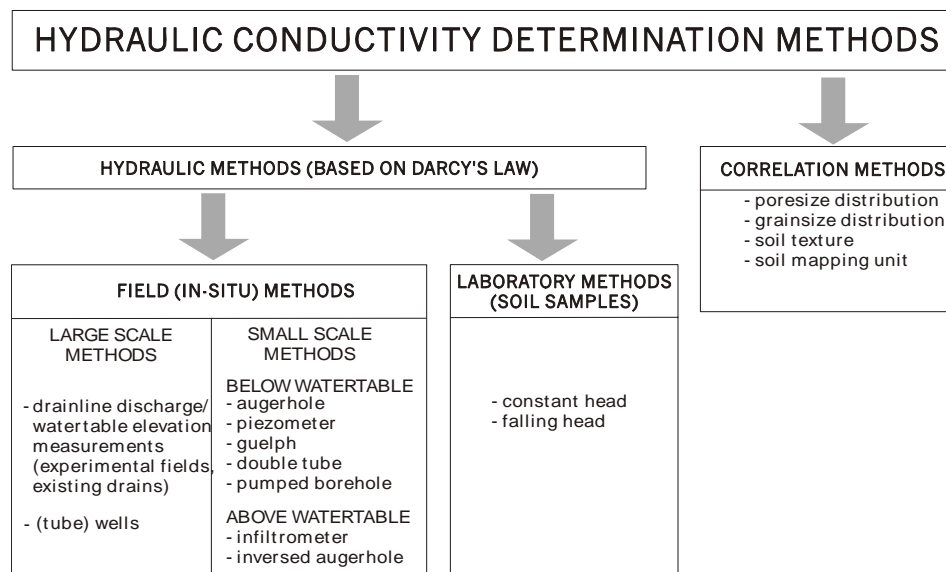 HYDRAULIC CONDUCTIVITY DETERMINATION METHODS
HYDRAULIC METHODS (BASED ON DARCY'S LAW)
CORRELATION METHODS
- poresize distribution
- grainsize distribution
- soil texture
- soil mapping unit
FIELD (IN-SITU) METHODS
LARGE SCALE
METHODS
- drainline discharge/
watertable elevation
measurements
(experimental fields,
existing drains)
- (tube) wells
SMALL SCALE
METHODS
BELOW WATERTABLE
- augerhole
- piezometer
- guelph
- double tube
- pumped borehole
ABOVE WATERTABLE
- infiltrometer
- inversed augerhole
LABORATORY METHODS
(SOIL SAMPLES)
- constant head
- falling head